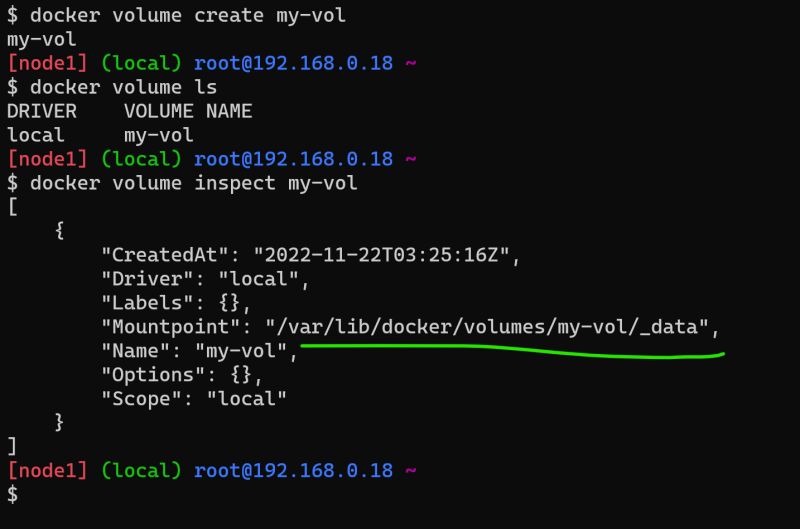 $ docker volume create my-vol
my-vol
[node1] (local) root@192.168.0.18 ~
$ docker volume ls
DRIVER    VOLUME NAME
local     my-vol
[node1] (local) root@192.168.0.18 ~
$ docker volume inspect my-vol
[
    {
        "CreatedAt": "2022-11-22T03:25:16Z",
        "Driver": "local",
        "Labels": {},
        "Mountpoint": "/var/lib/docker/volumes/my-vol/_data",
        "Name": "my-vol",
        "Options": {},
        "Scope": "local"
    }
]
[node1] (local) root@192.168.0.18 ~
$